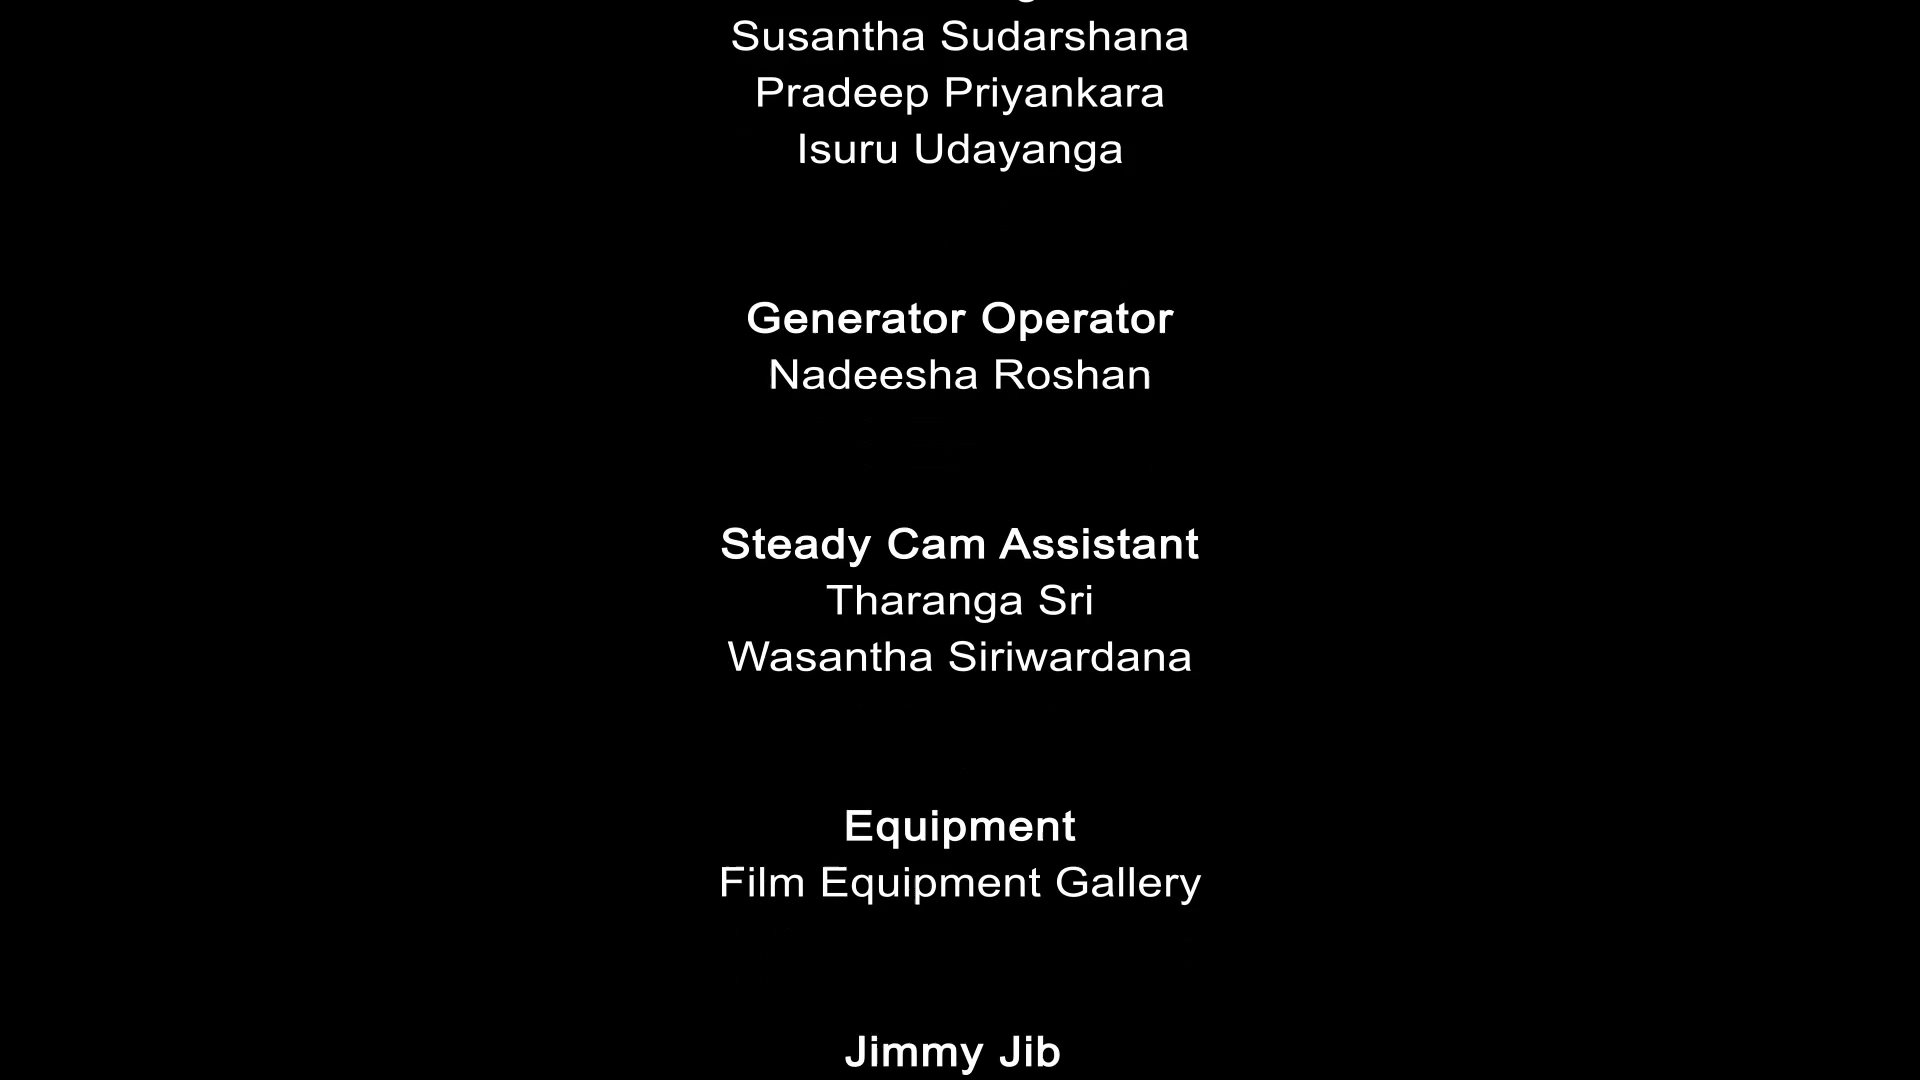 Susantha Sudarshana
Pradeep Priyankara
Isuru Udayanga
Generator Operator
Nadeesha Roshan
Steady Cam Assistant
Tharanga Sri
Wasantha Siriwardana
Equipment
Film Equipment Gallery
Jimmy Jib